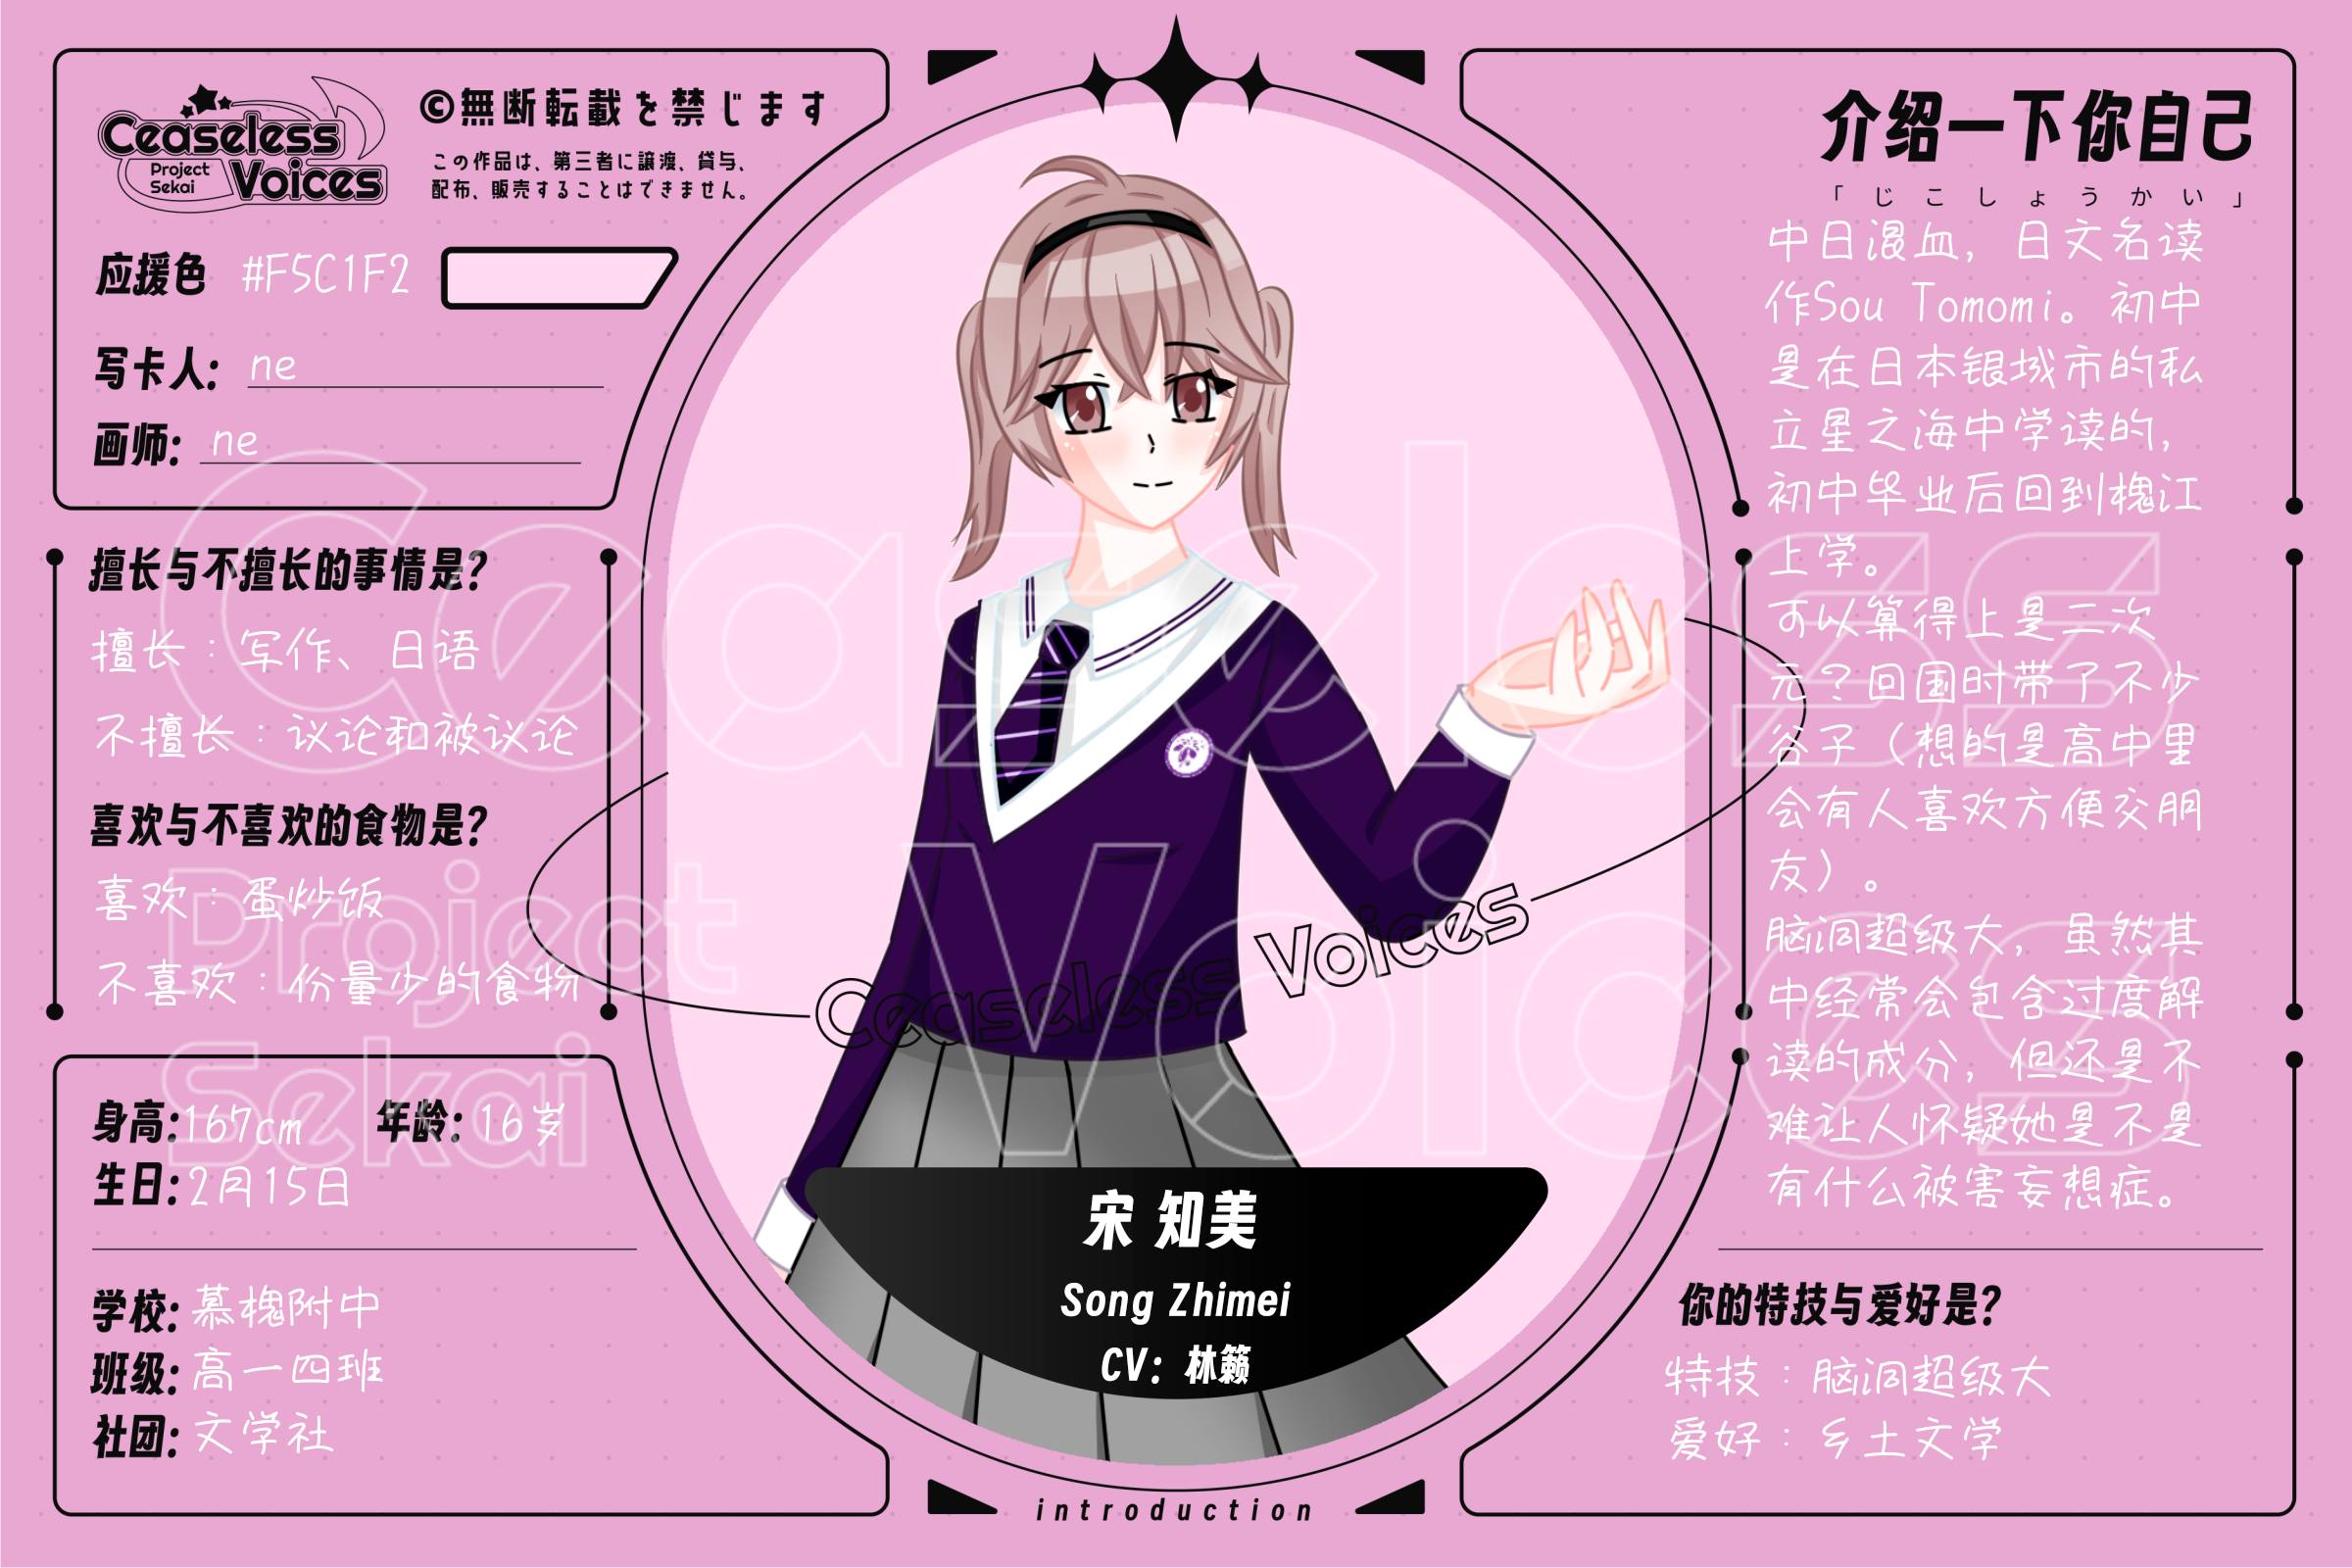 Ceaseless
Project
Sekai
Voices
©無断転載を禁じます
この作品は、第三者に譲渡、貸与、
配布、販売することはできません。
应援色 #F5C1F2
写卡人: ne
画师: ne
擅长与不擅长的事情是?
擅长：写作、日语
不擅长：议论和被议论
喜欢与不喜欢的食物是?
喜欢：蛋炒饭
不喜欢：份量少的食物
身高:167cm 年龄:16岁
生日:2月15日
学校:慕槐附中
班级:高一四班
社团:文学社
Ceaseless Voices
宋 知美
Song Zhimei
CV: 林籁
introduction
介绍一下你自己
「じこしょうかい」
中日混血，日文名读
作Sou Tomomi。初中
是在日本银城市的私
立星之海中学读的，
初中毕业后回到槐江
上学。
可以算得上是二次
元？回国时带了不少
谷子（想的是高中里
会有人喜欢方便交朋
友）。
脑洞超级大，虽然其
中经常会包含过度解
读的成分，但还是不
难让人怀疑她是不是
有什么被害妄想症。
你的特技与爱好是?
特技：脑洞超级大
爱好：乡土文学
Ceaseless
Project
Sekai
Voices